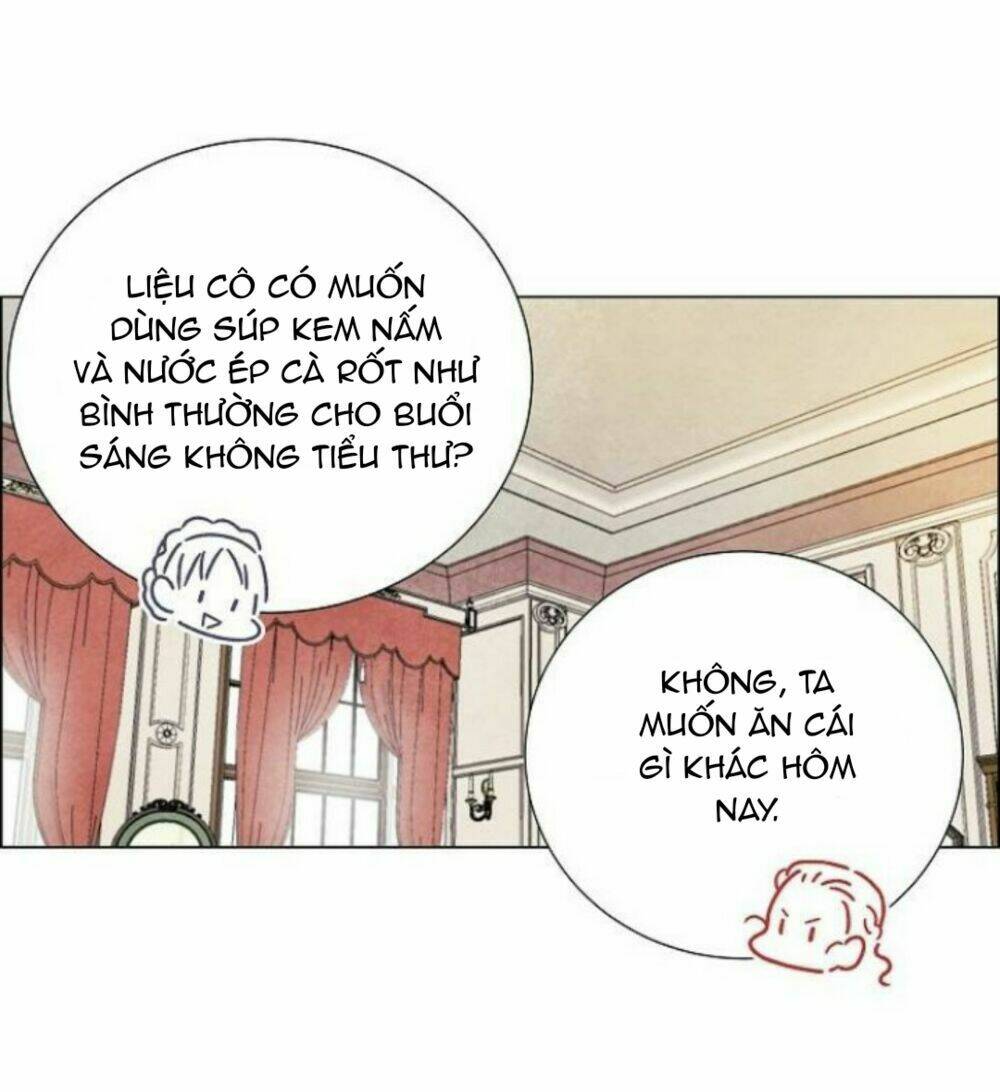 LIỆU CÔ CÓ MUỐN
DÙNG SÚP KEM NẤM
VÀ NƯỚC ÉP CÀ RỐT NHƯ
BÌNH THƯỜNG CHO BUỔI
SÁNG KHÔNG TIỂU THƯ?
KHÔNG, TA
MUỐN ĂN CÁI
GÌ KHÁC HÔM
NAY.